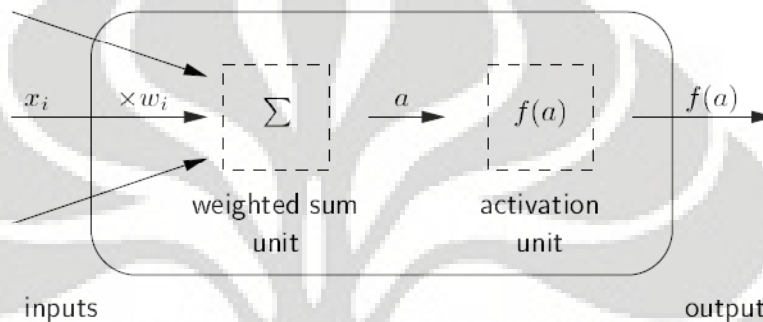 x_i ×w_i Σ a f(a) f(a)
weighted sum activation
unit unit
inputs output